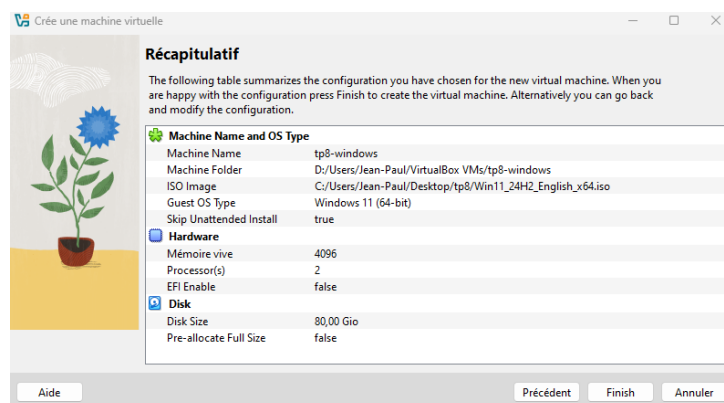 Crée une machine virtuelle
Récapitulatif
The following table summarizes the configuration you have chosen for the new virtual machine. When you
are happy with the configuration press Finish to create the virtual machine. Alternatively you can go back
and modify the configuration.
Machine Name and OS Type
Machine Name tp8-windows
Machine Folder D:/Users/Jean-Paul/VirtualBox VMs/tp8-windows
ISO Image C:/Users/Jean-Paul/Desktop/tp8/Win11_24H2_English_x64.iso
Guest OS Type Windows 11 (64-bit)
Skip Unattended Install true
Hardware
Mémoire vive 4096
Processor(s) 2
EFI Enable false
Disk
Disk Size 80,00 Gio
Pre-allocate Full Size false
Aide Précédent Finish Annuler